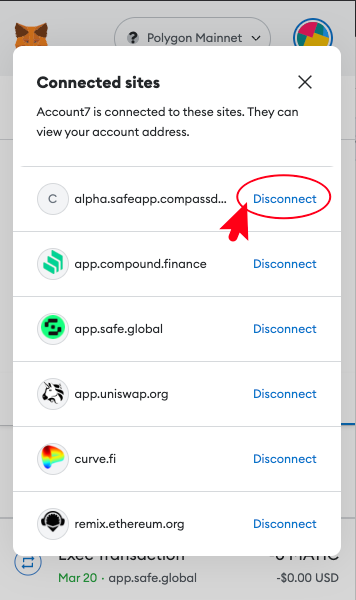 Polygon Mainnet
Connected sites
Account7 is connected to these sites. They can
view your account address.
C alpha.safeapp.compassd... Disconnect
app.compound.finance Disconnect
app.safe.global Disconnect
app.uniswap.org Disconnect
curve.fi Disconnect
remix.ethereum.org Disconnect
Exec Transaction
Mar 20 · app.safe.global -$0.00 USD